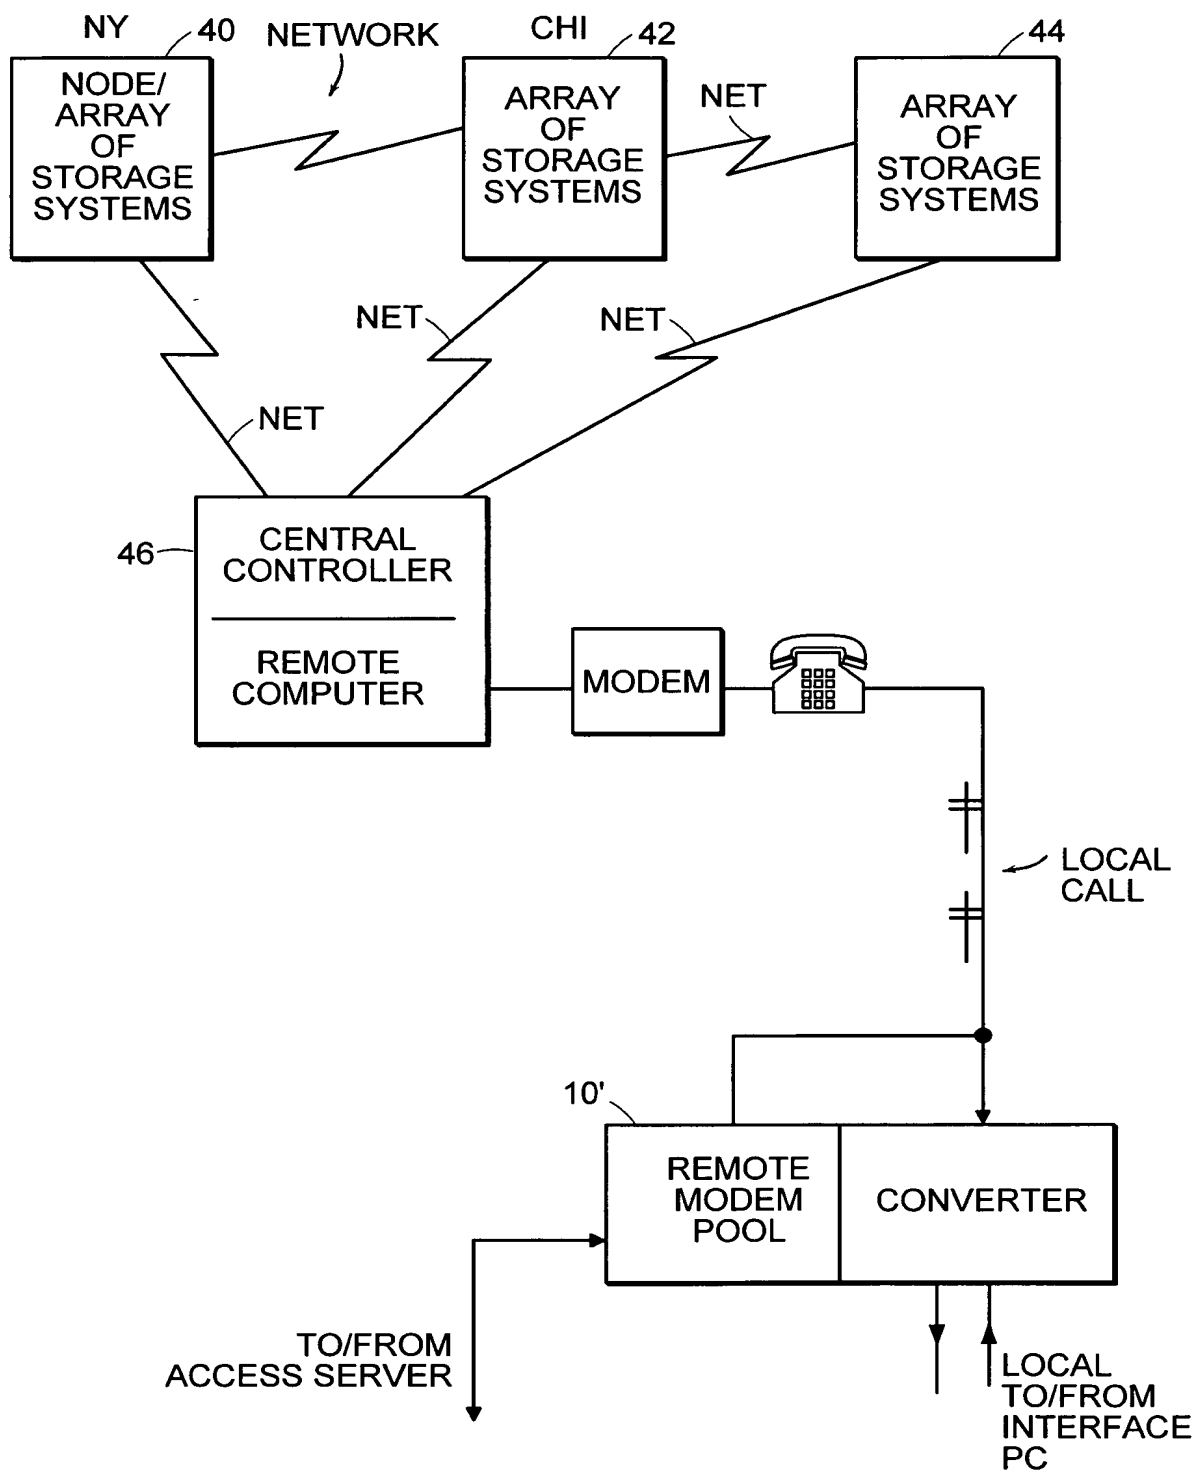 NY
40
NETWORK
CHI
42
44
NODE/
ARRAY
OF
STORAGE
SYSTEMS
ARRAY
OF
STORAGE
SYSTEMS
NET
ARRAY
OF
STORAGE
SYSTEMS
NET
NET
NET
46
CENTRAL
CONTROLLER
REMOTE
COMPUTER
MODEM
LOCAL
CALL
10'
REMOTE
MODEM
POOL
CONVERTER
TO/FROM
ACCESS SERVER
LOCAL
TO/FROM
INTERFACE
PC